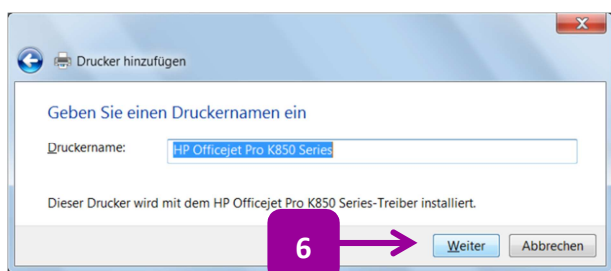 Drucker hinzufügen
Geben Sie einen Druckernamen ein
Druckername: HP Officejet Pro K850 Series
Dieser Drucker wird mit dem HP Officejet Pro K850 Series-Treiber installiert.
6 Weiter Abbrechen